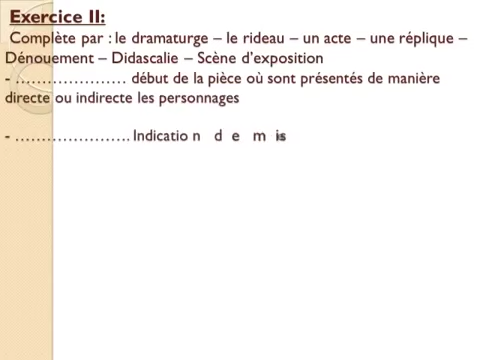 Exercice II:
Complète par : le dramaturge – le rideau – un acte – une réplique –
Dénouement – Didascalie – Scène d'exposition
- ………………… début de la pièce où sont présentés de manière
directe ou indirecte les personnages
- …………………. Indication d e m is